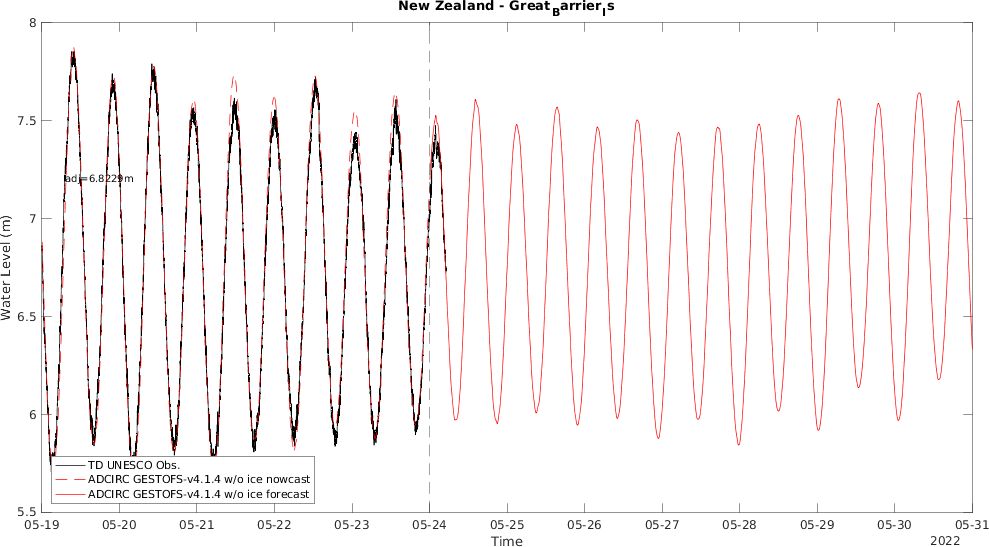 New Zealand - GreatBarrierIs
8
7.5
7
6.5
6
5.5
Water Level (m)
adj=6.8229m
TD UNESCO Obs.
ADCIRC GESTOFS-v4.1.4 w/o ice nowcast
ADCIRC GESTOFS-v4.1.4 w/o ice forecast
05-19 05-20 05-21 05-22 05-23 05-24 05-25 05-26 05-27 05-28 05-29 05-30 05-31
Time
2022